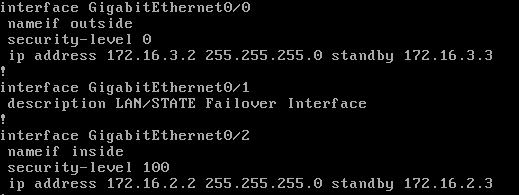 interface GigabitEthernet0/0
 nameif outside
 security-level 0
 ip address 172.16.3.2 255.255.255.0 standby 172.16.3.3
!
interface GigabitEthernet0/1
 description LAN/STATE Failover Interface
!
interface GigabitEthernet0/2
 nameif inside
 security-level 100
 ip address 172.16.2.2 255.255.255.0 standby 172.16.2.3